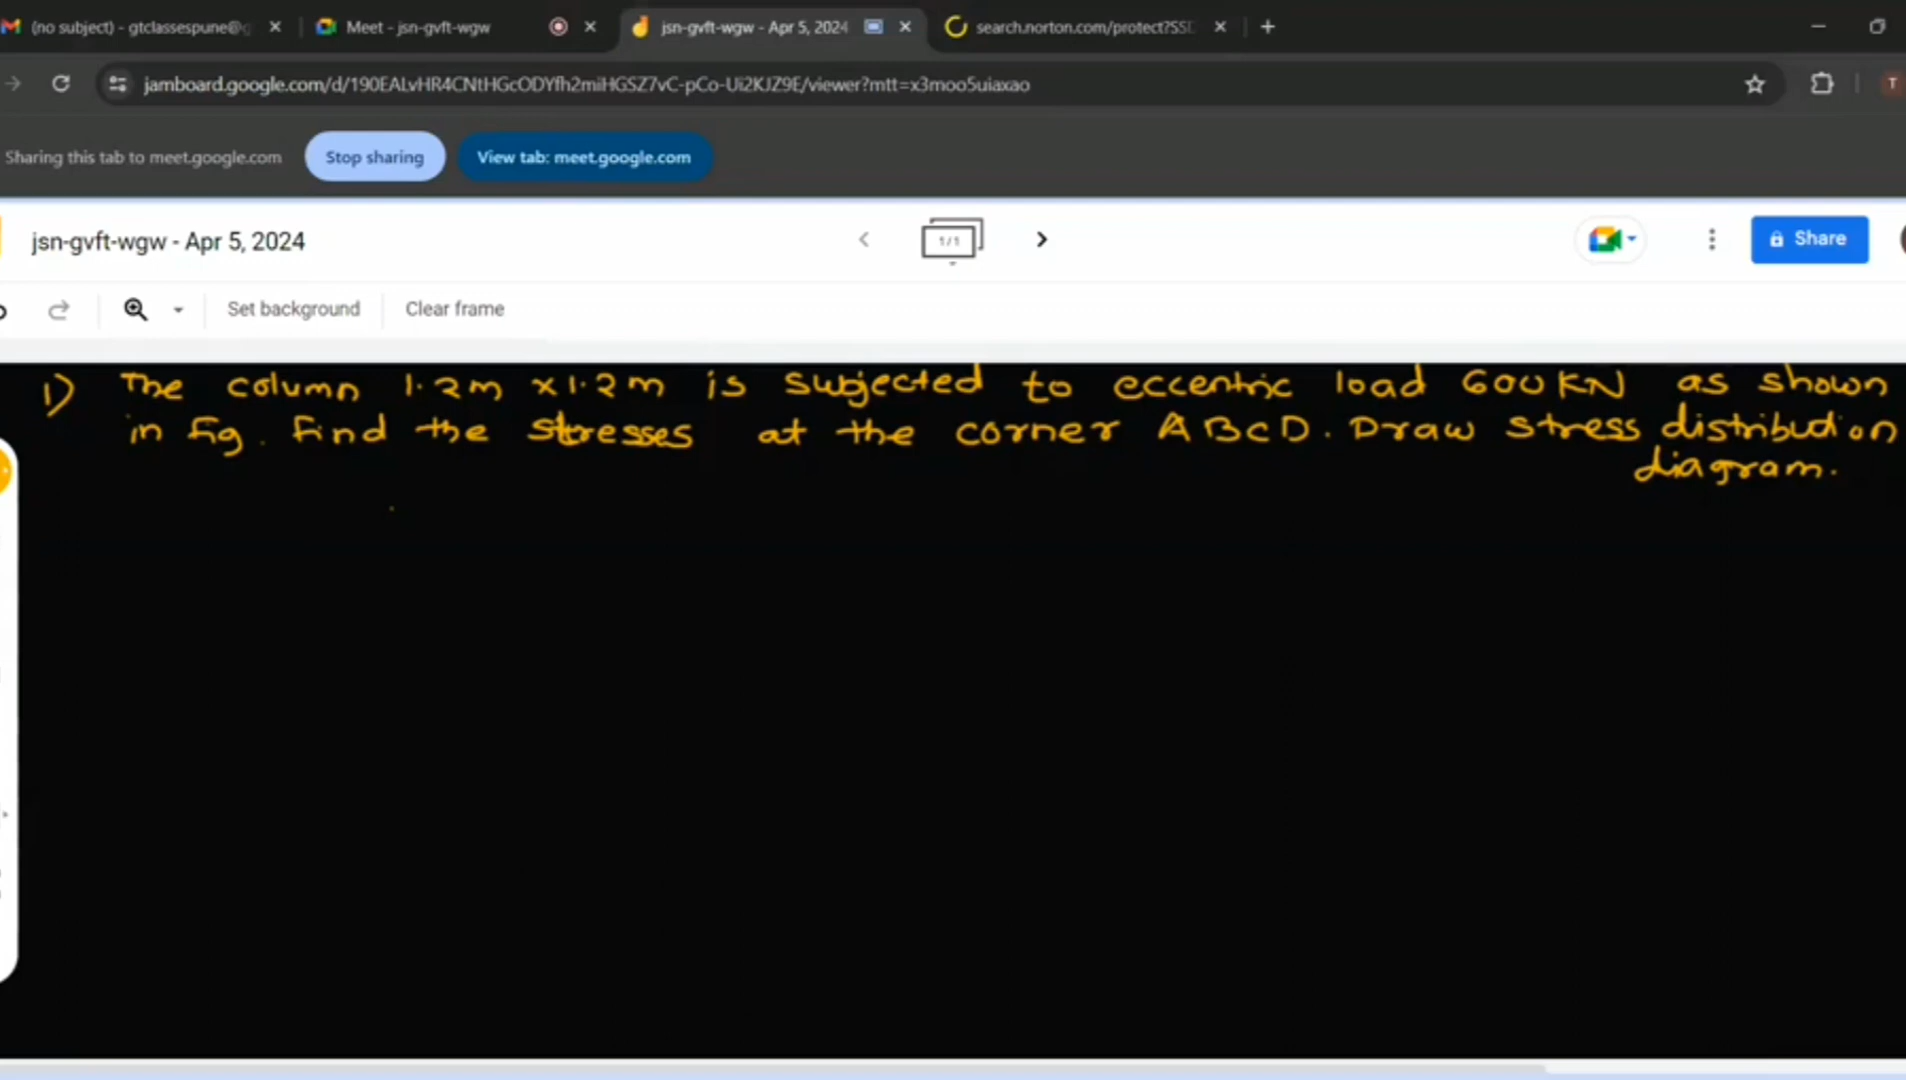 (no subject) - gtclassespune@g
Meet - jsn-gvft-wgw
jsn-gvft-wgw - Apr 5, 2024
search.norton.com/protect?SSI
jamboard.google.com/d/190EALvHR4CNtHGcODYfh2miHGSZ7vC-pCo-Ui2KJZ9E/viewer?mtt=x3moo5uiaxao
T
Sharing this tab to meet.google.com
Stop sharing
View tab: meet.google.com
jsn-gvft-wgw - Apr 5, 2024
1/1
Share
Set background
Clear frame
1) The column 1.2m x1.2m is subjected to eccentric load 600KN as shown
in fig. Find the stresses at the corner ABCD. Draw stress distribution
diagram.